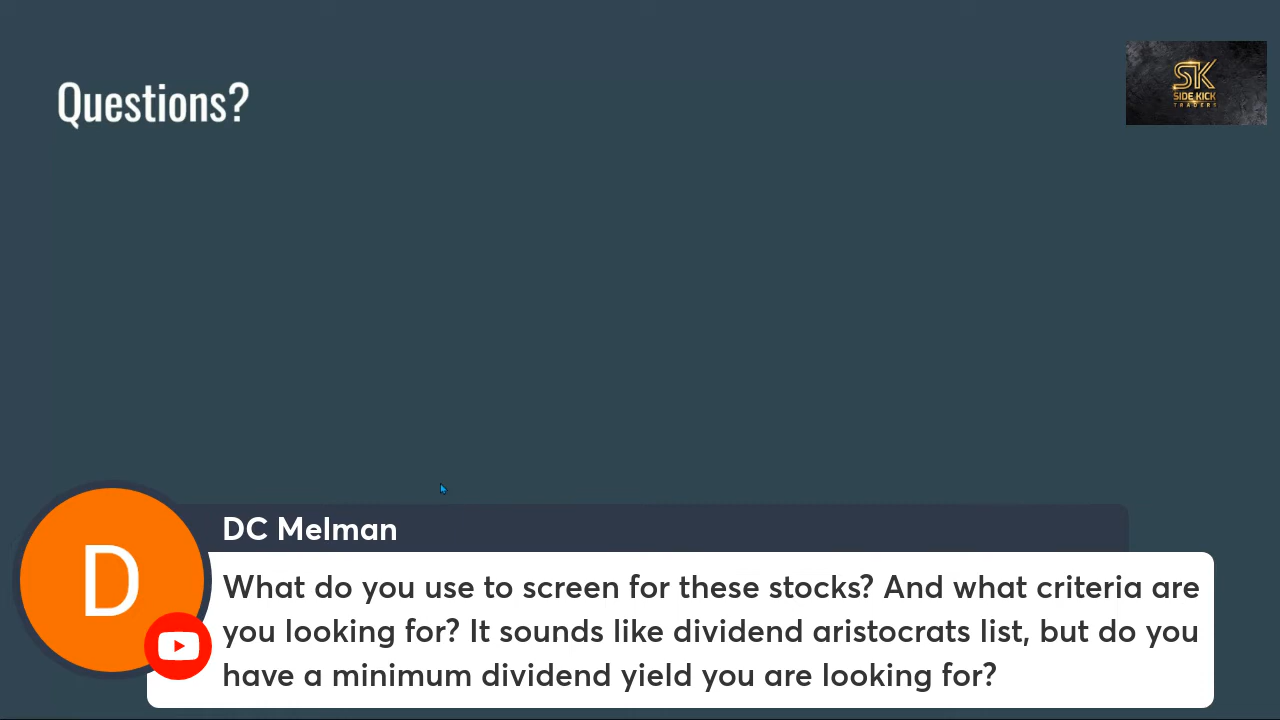 Questions?
SK
SIDE KICK
TRADERS
D
DC Melman
What do you use to screen for these stocks? And what criteria are
you looking for? It sounds like dividend aristocrats list, but do you
have a minimum dividend yield you are looking for?